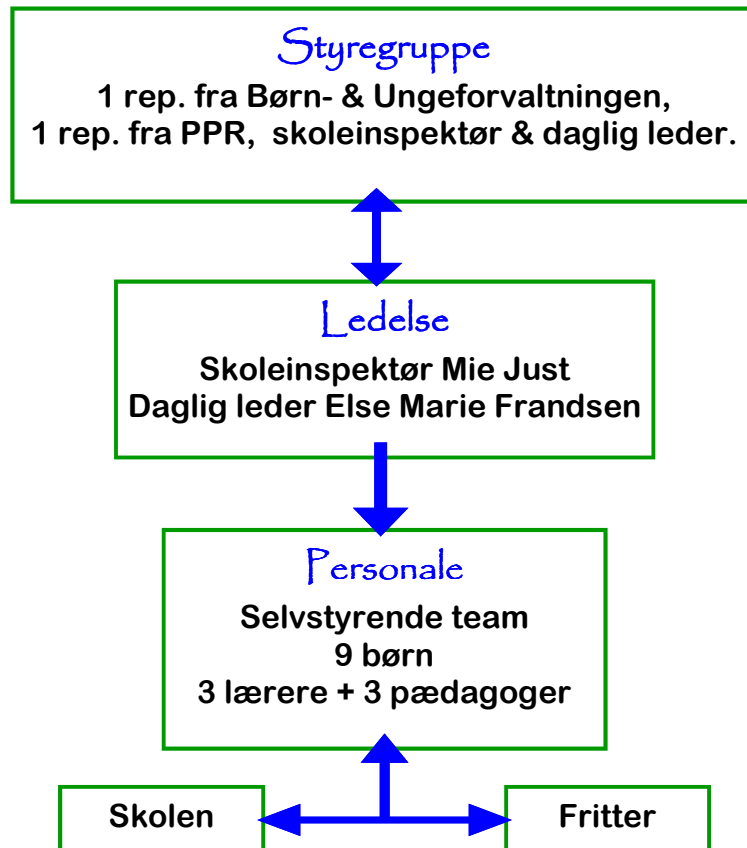 Styregruppe
1 rep. fra Børn- & Ungeforvaltningen,
1 rep. fra PPR, skoleinspektør & daglig leder.
Ledelse
Skoleinspektør Mie Just
Daglig leder Else Marie Frandsen
Personale
Selvstyrende team
9 børn
3 lærere + 3 pædagoger
Skolen
Fritter